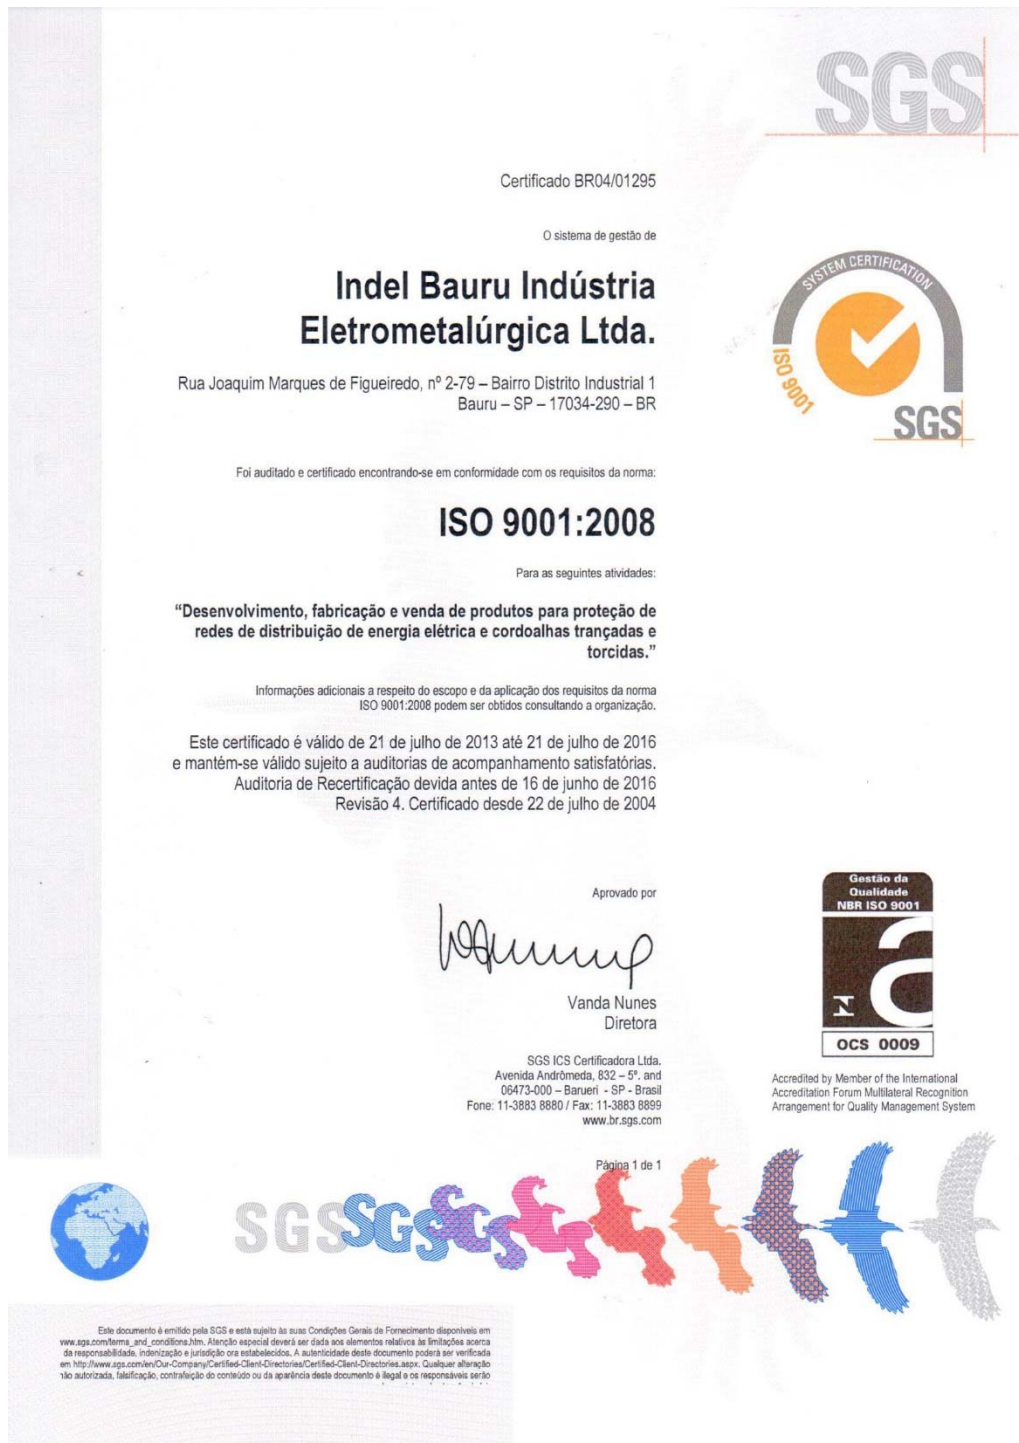 SGS
Certificado BR04/01295
O sistema de gestão de
Indel Bauru Indústria
Eletrometalúrgica Ltda.
Rua Joaquim Marques de Figueiredo, nº 2-79 – Bairro Distrito Industrial 1
Bauru – SP – 17034-290 – BR
SYSTEM CERTIFICATION
ISO 9001
SGS
Foi auditado e certificado encontrando-se em conformidade com os requisitos da norma:
ISO 9001:2008
Para as seguintes atividades:
“Desenvolvimento, fabricação e venda de produtos para proteção de
redes de distribuição de energia elétrica e cordoalhas trançadas e
torcidas.”
Informações adicionais a respeito do escopo e da aplicação dos requisitos da norma
ISO 9001:2008 podem ser obtidos consultando a organização.
Este certificado é válido de 21 de julho de 2013 até 21 de julho de 2016
e mantém-se válido sujeito a auditorias de acompanhamento satisfatórias.
Auditoria de Recertificação devida antes de 16 de junho de 2016
Revisão 4. Certificado desde 22 de julho de 2004
Aprovado por
Vanda Nunes
Diretora
SGS ICS Certificadora Ltda.
Avenida Andrômeda, 832 – 5º. and
06473-000 – Barueri - SP - Brasil
Fone: 11-3883 8880 / Fax: 11-3883 8899
www.br.sgs.com
Página 1 de 1
Gestão da
Qualidade
NBR ISO 9001
OCS 0009
Accredited by Member of the International
Accreditation Forum Multilateral Recognition
Arrangement for Quality Management System
SGS SGS SGS
Este documento é emitido pela SGS e está sujeito às suas Condições Gerais de Fornecimento disponíveis em
www.sgs.com/terms_and_conditions.htm. Atenção especial deverá ser dada aos elementos relativos às limitações acerca
da responsabilidade, indenização e jurisdição ora estabelecidos. A autenticidade deste documento poderá ser verificada
em http://www.sgs.com/en/Our-Company/Certified-Client-Directories/Certified-Client-Directories.aspx. Qualquer alteração
não autorizada, falsificação, contrafeição do conteúdo ou da aparência deste documento é ilegal e os responsáveis serão